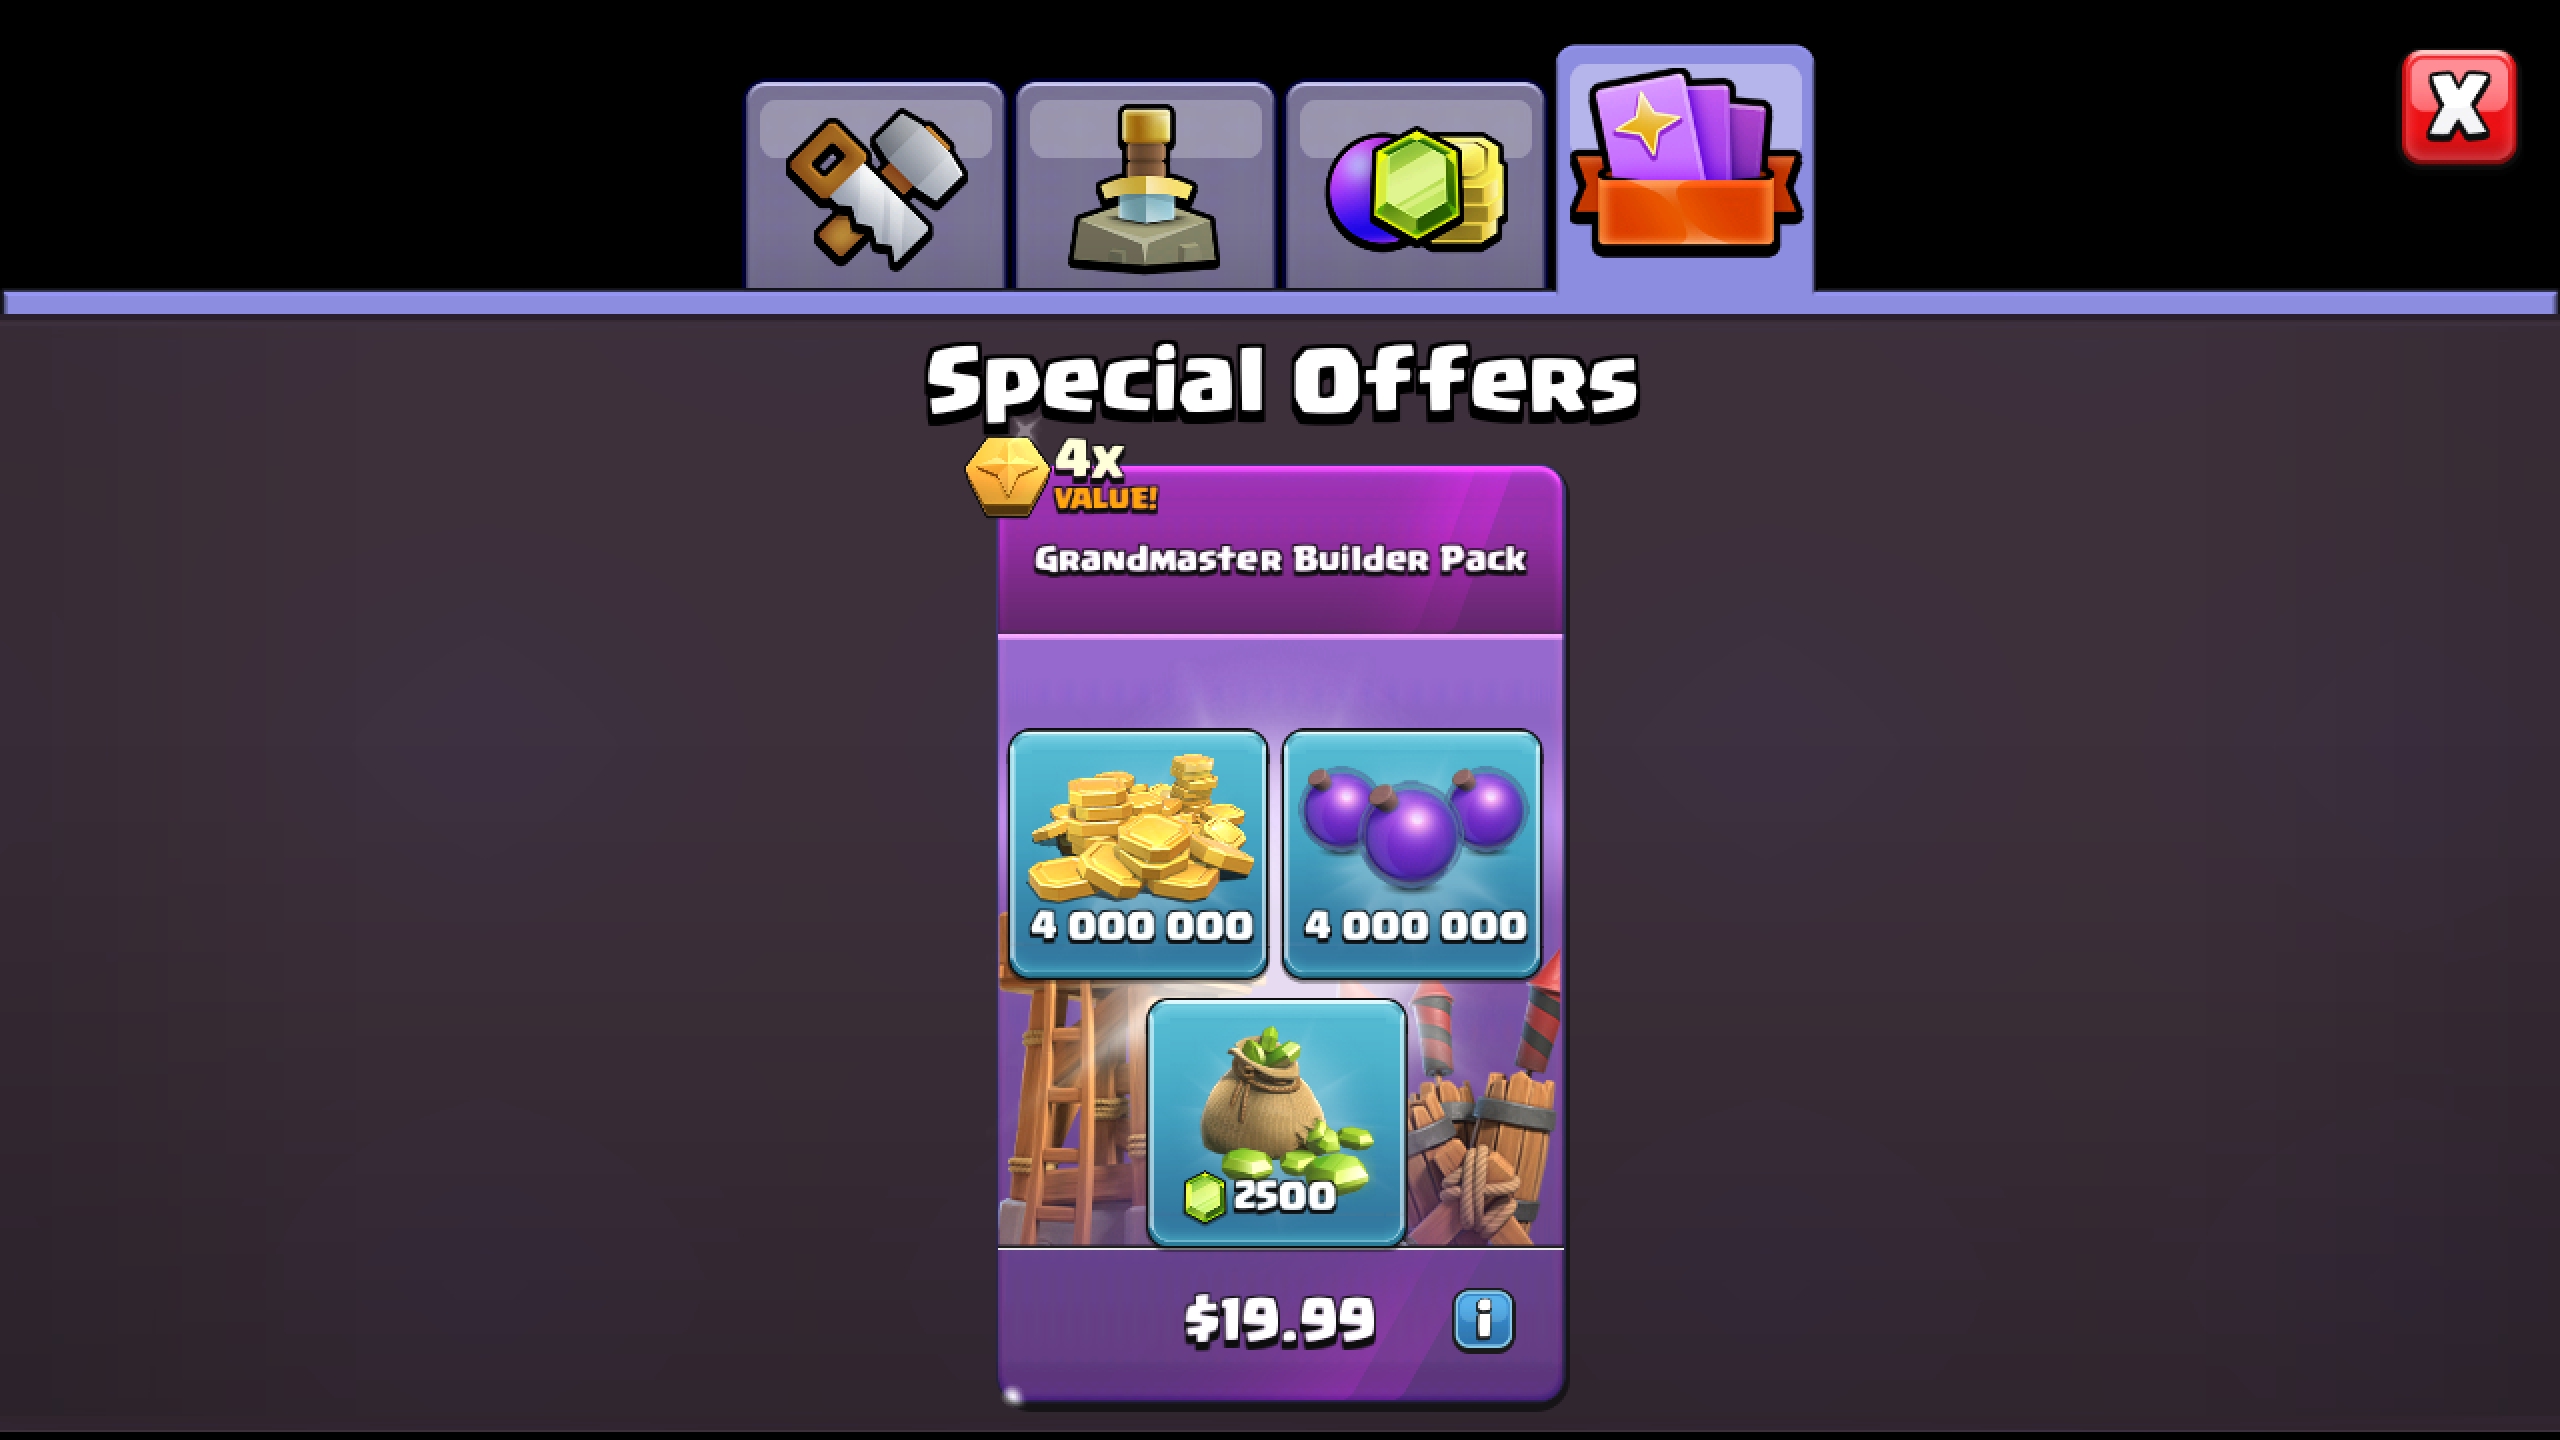 X
Special Offers
4x
VALUE!
Grandmaster Builder Pack
4 000 000
4 000 000
2500
$19.99
i